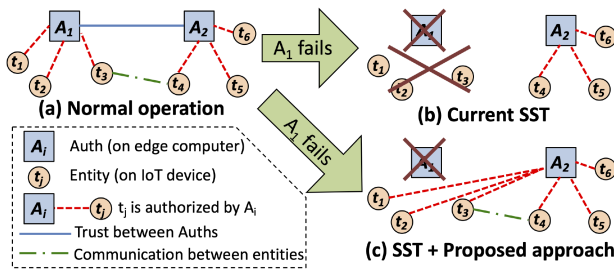 A1
A2
t6
t1
t2
t3
t4
t5
(a) Normal operation
A1 fails
A1
t1
t2
t3
A2
t6
t4
t5
(b) Current SST
A1 fails
Ai
Auth (on edge computer)
tj
Entity (on IoT device)
Ai
tj
tj is authorized by Ai
Trust between Auths
Communication between entities
A1
A2
t6
t1
t2
t3
t4
t5
(c) SST + Proposed approach